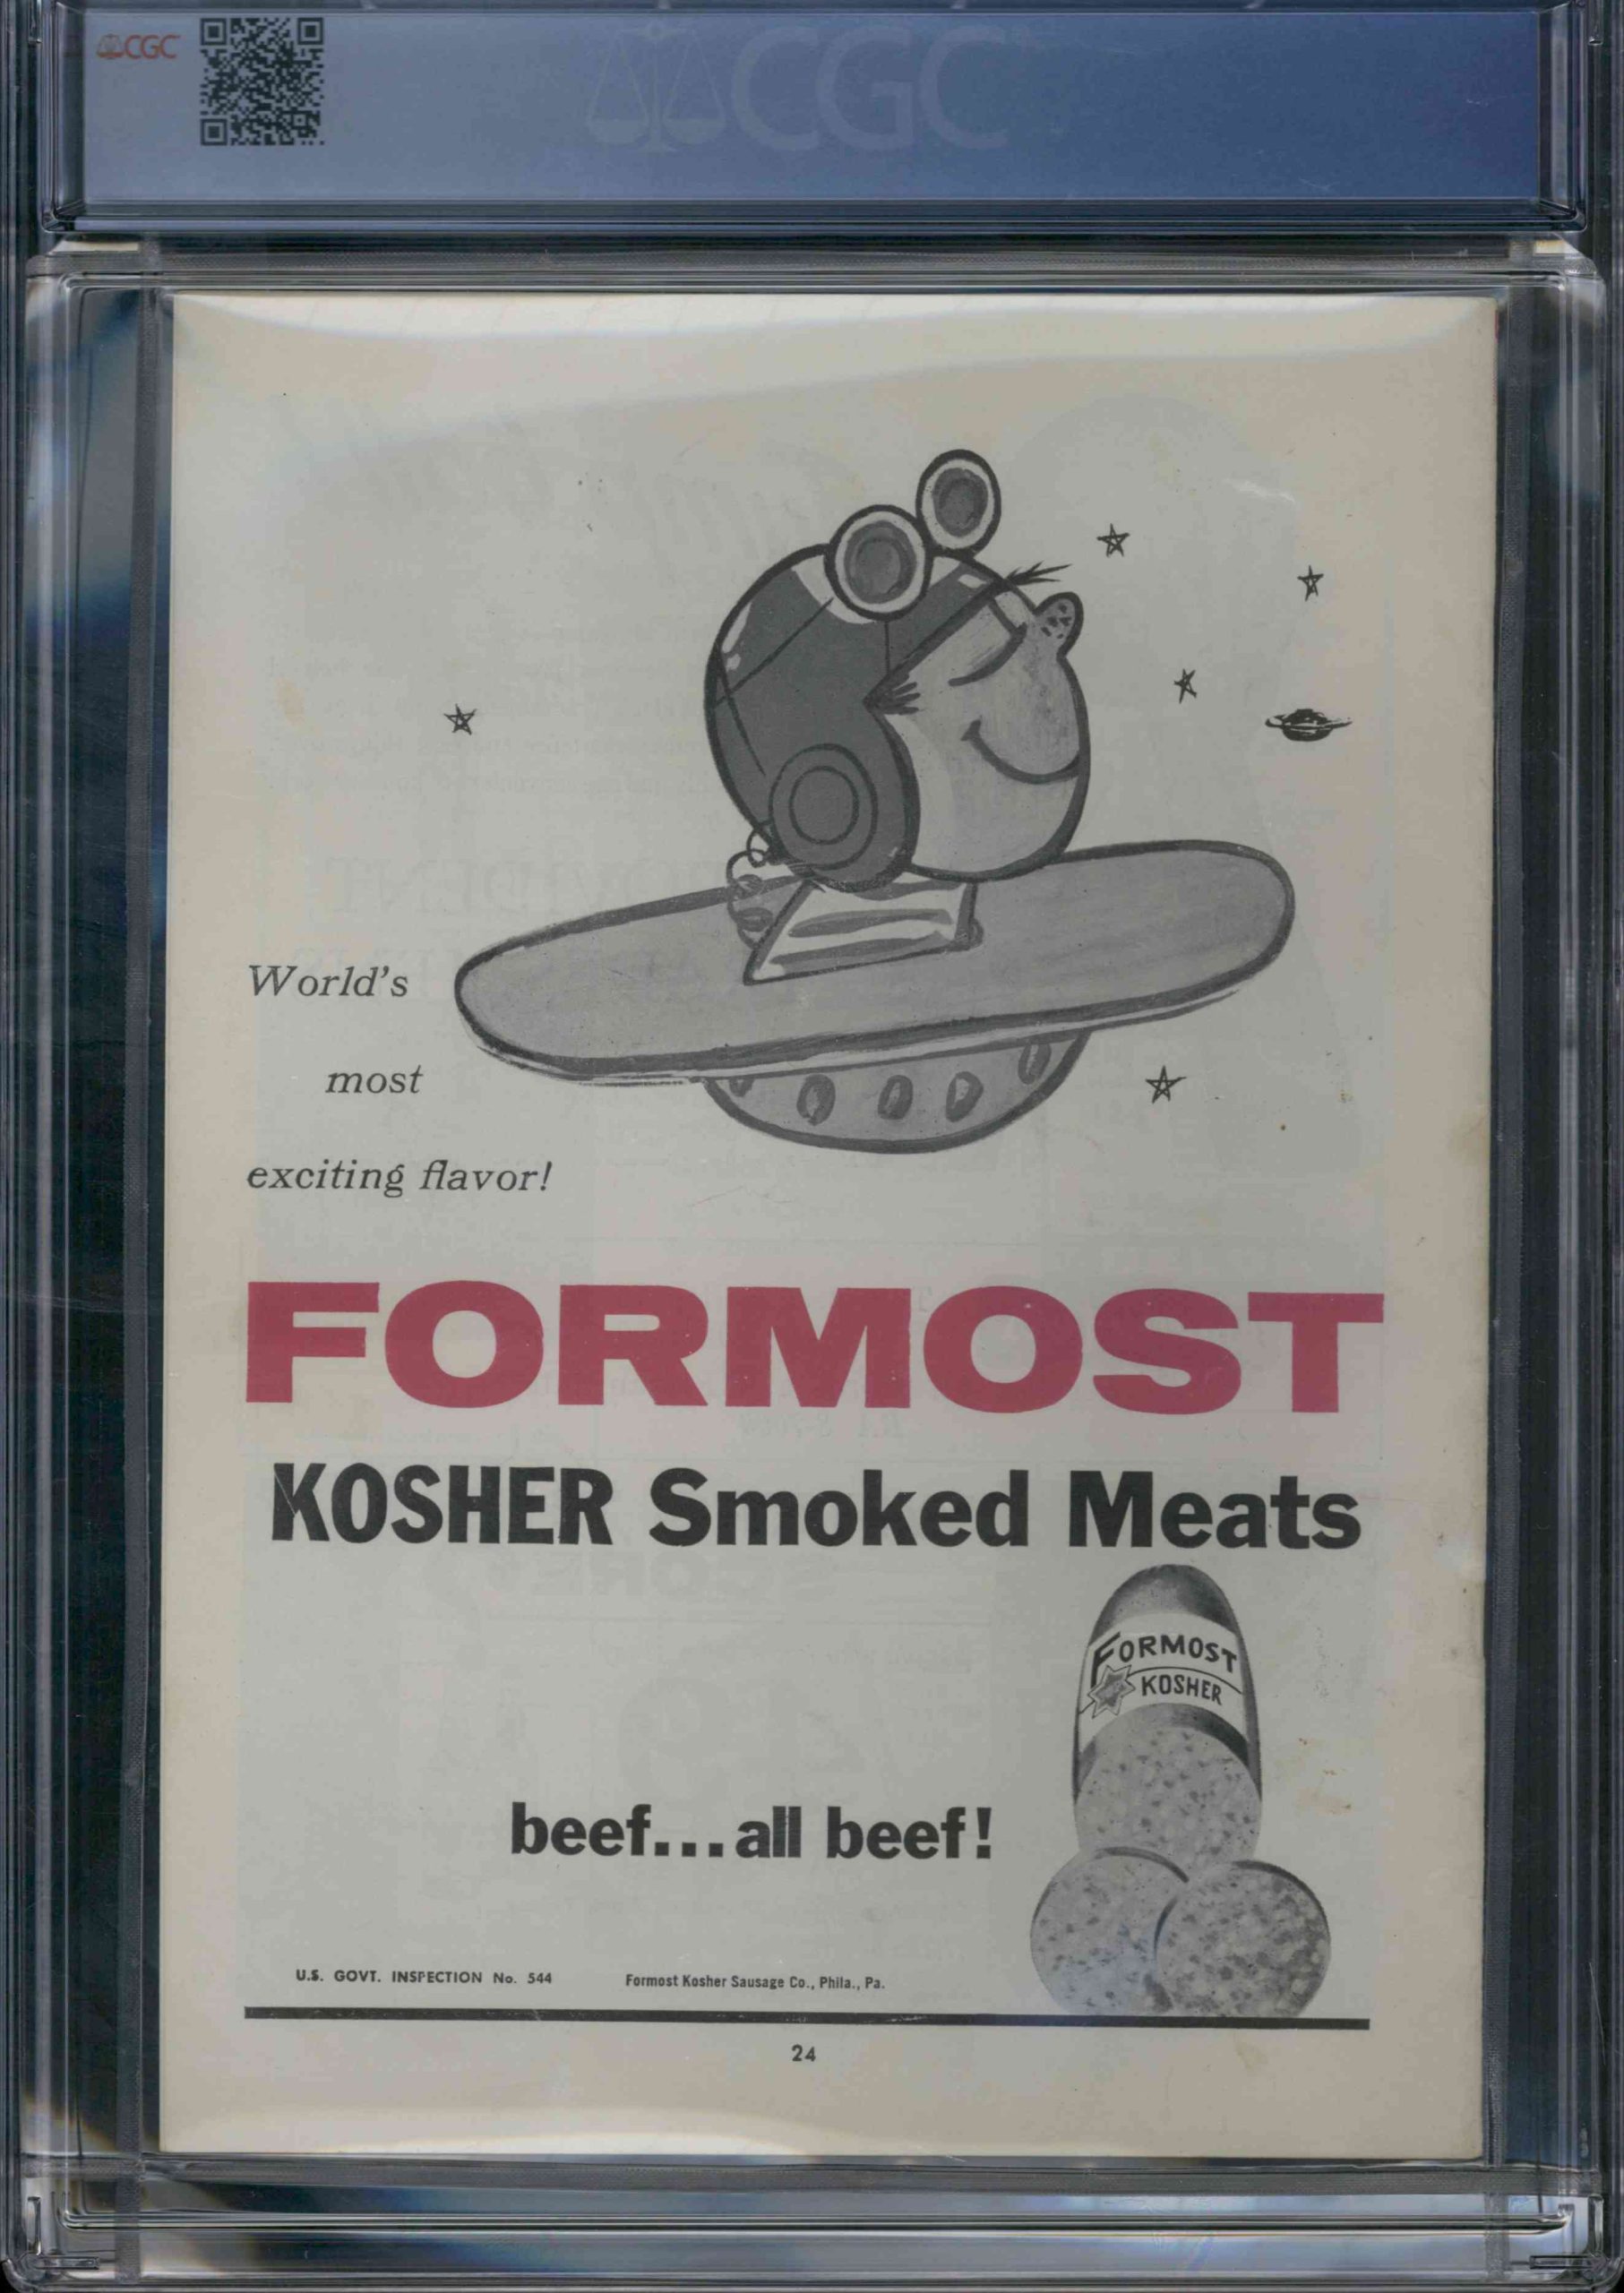 CGC
CGC
World's
most
exciting flavor!
FORMOST
KOSHER Smoked Meats
FORMOST
KOSHER
beef...all beef!
U.S. GOVT. INSPECTION No. 544
Formost Kosher Sausage Co., Phila., Pa.
24